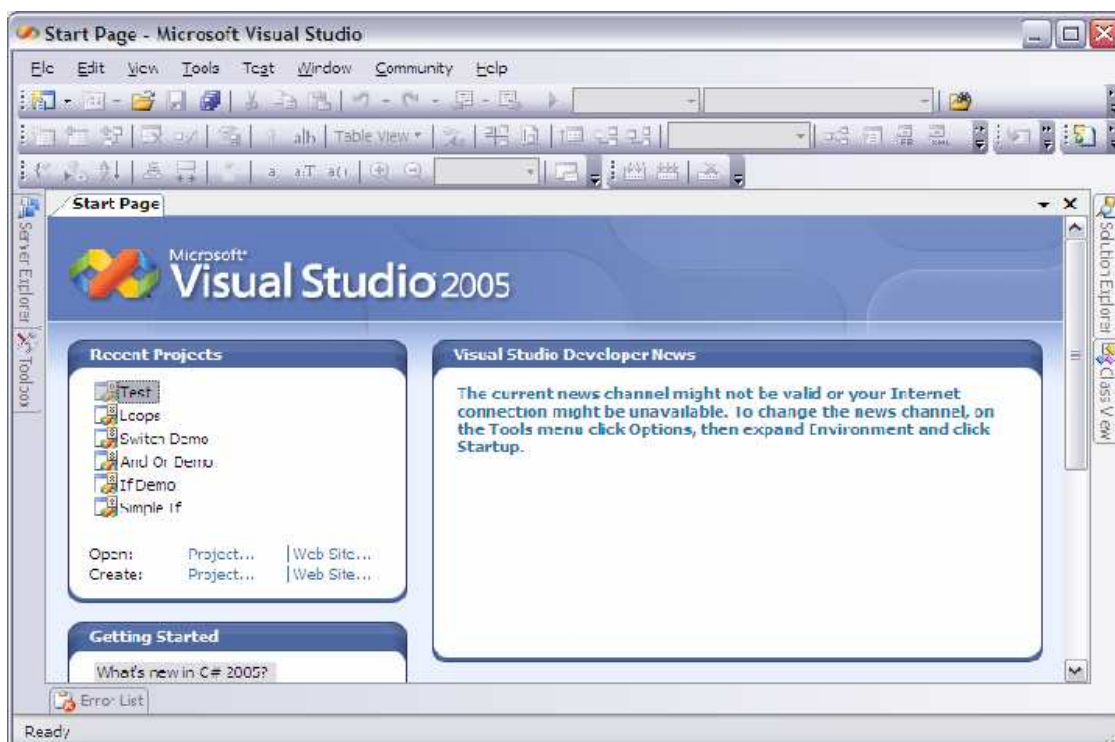 Start Page - Microsoft Visual Studio
File Edit View Tools Test Window Community Help
Table View
Start Page
Server Explorer
Toolbox
Solution Explorer
Class View
Microsoft
Visual Studio 2005
Recent Projects
Test
Loops
Switch Demo
And Or Demo
If Demo
Simple If
Open: Project... | Web Site...
Create: Project... | Web Site...
Getting Started
What's new in C# 2005?
Visual Studio Developer News
The current news channel might not be valid or your Internet
connection might be unavailable. To change the news channel, on
the Tools menu click Options, then expand Environment and click
Startup.
Error List
Ready